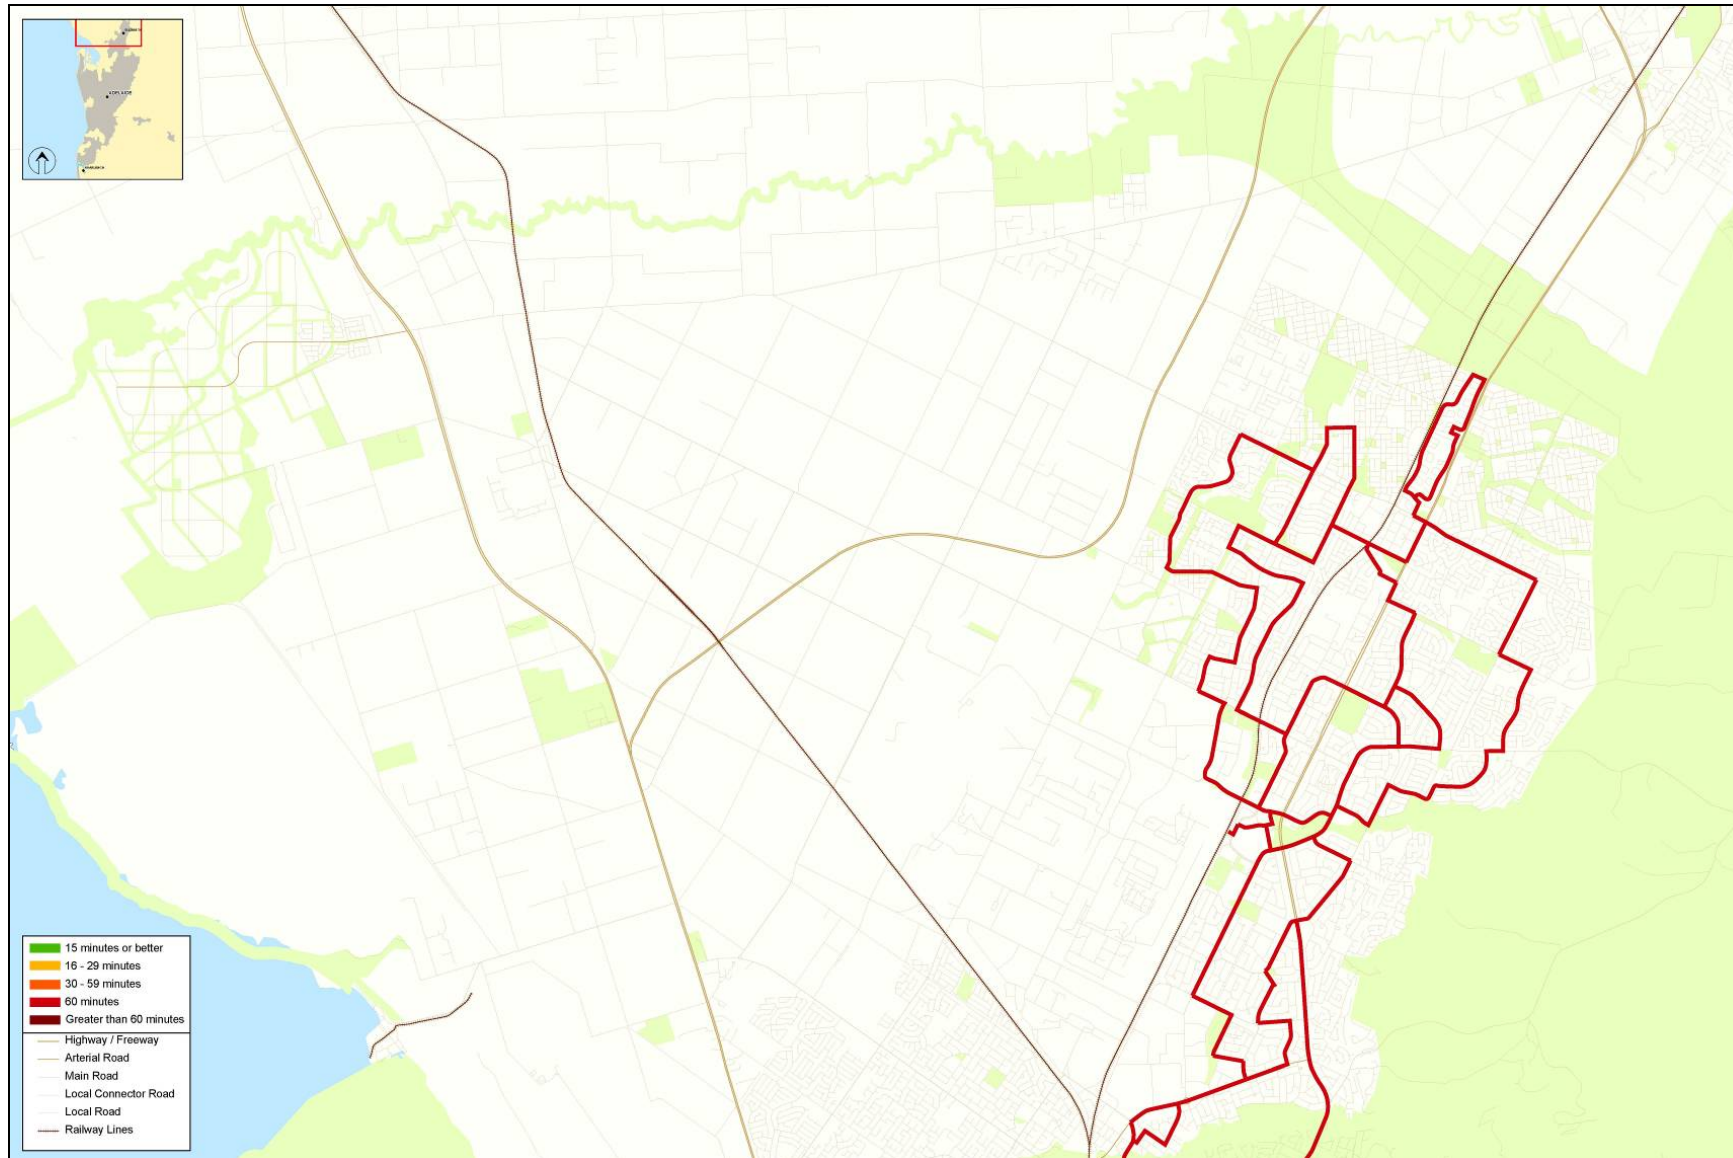 ADELAIDE
15 minutes or better
16 - 29 minutes
30 - 59 minutes
60 minutes
Greater than 60 minutes
Highway / Freeway
Arterial Road
Main Road
Local Connector Road
Local Road
Railway Lines